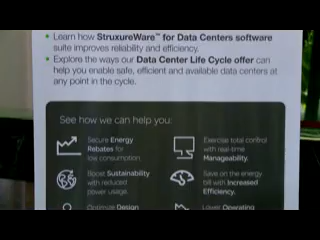 • Learn how StruxureWare™ for Data Centers software
suite improves reliability and efficiency.
• Explore the ways our Data Center Life Cycle offer can
help you enable safe, efficient and available data centers at
any point in the cycle.
See how we can help you:
Secure Energy
Rebates for
low consumption.
Exercise total control
with real-time
Manageability.
Boost Sustainability
with reduced
power usage.
Save on the energy
bill with Increased
Efficiency.
Optimize Design
Lower Operating